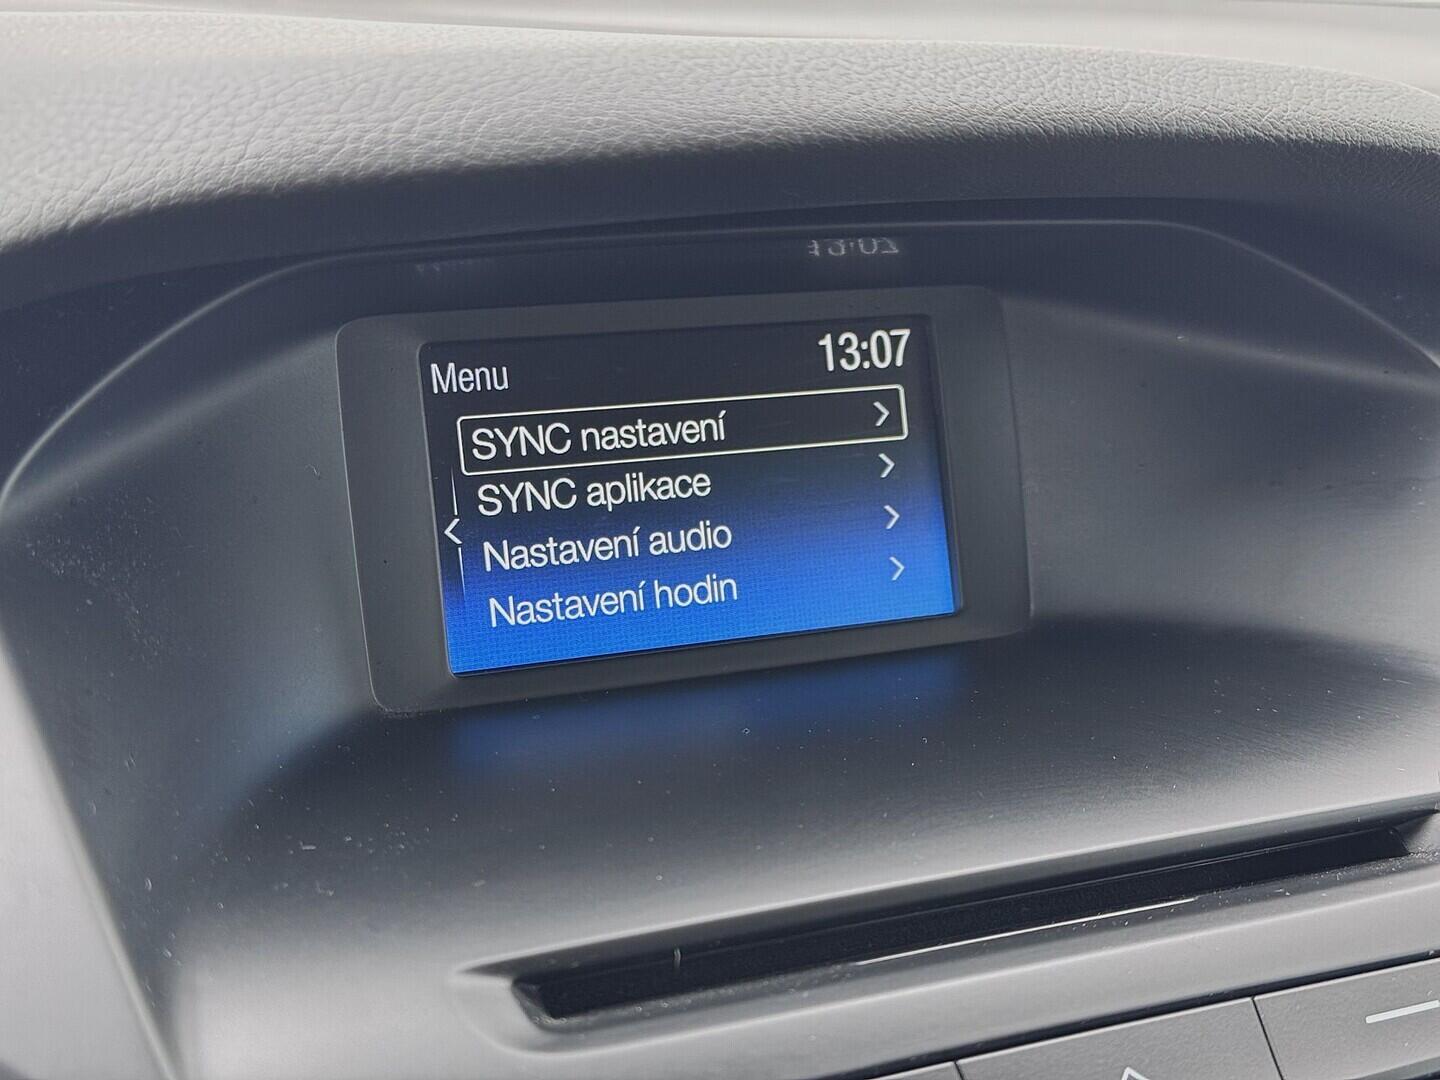 Menu 13:07
SYNC nastavení
SYNC aplikace
Nastavení audio
Nastavení hodin